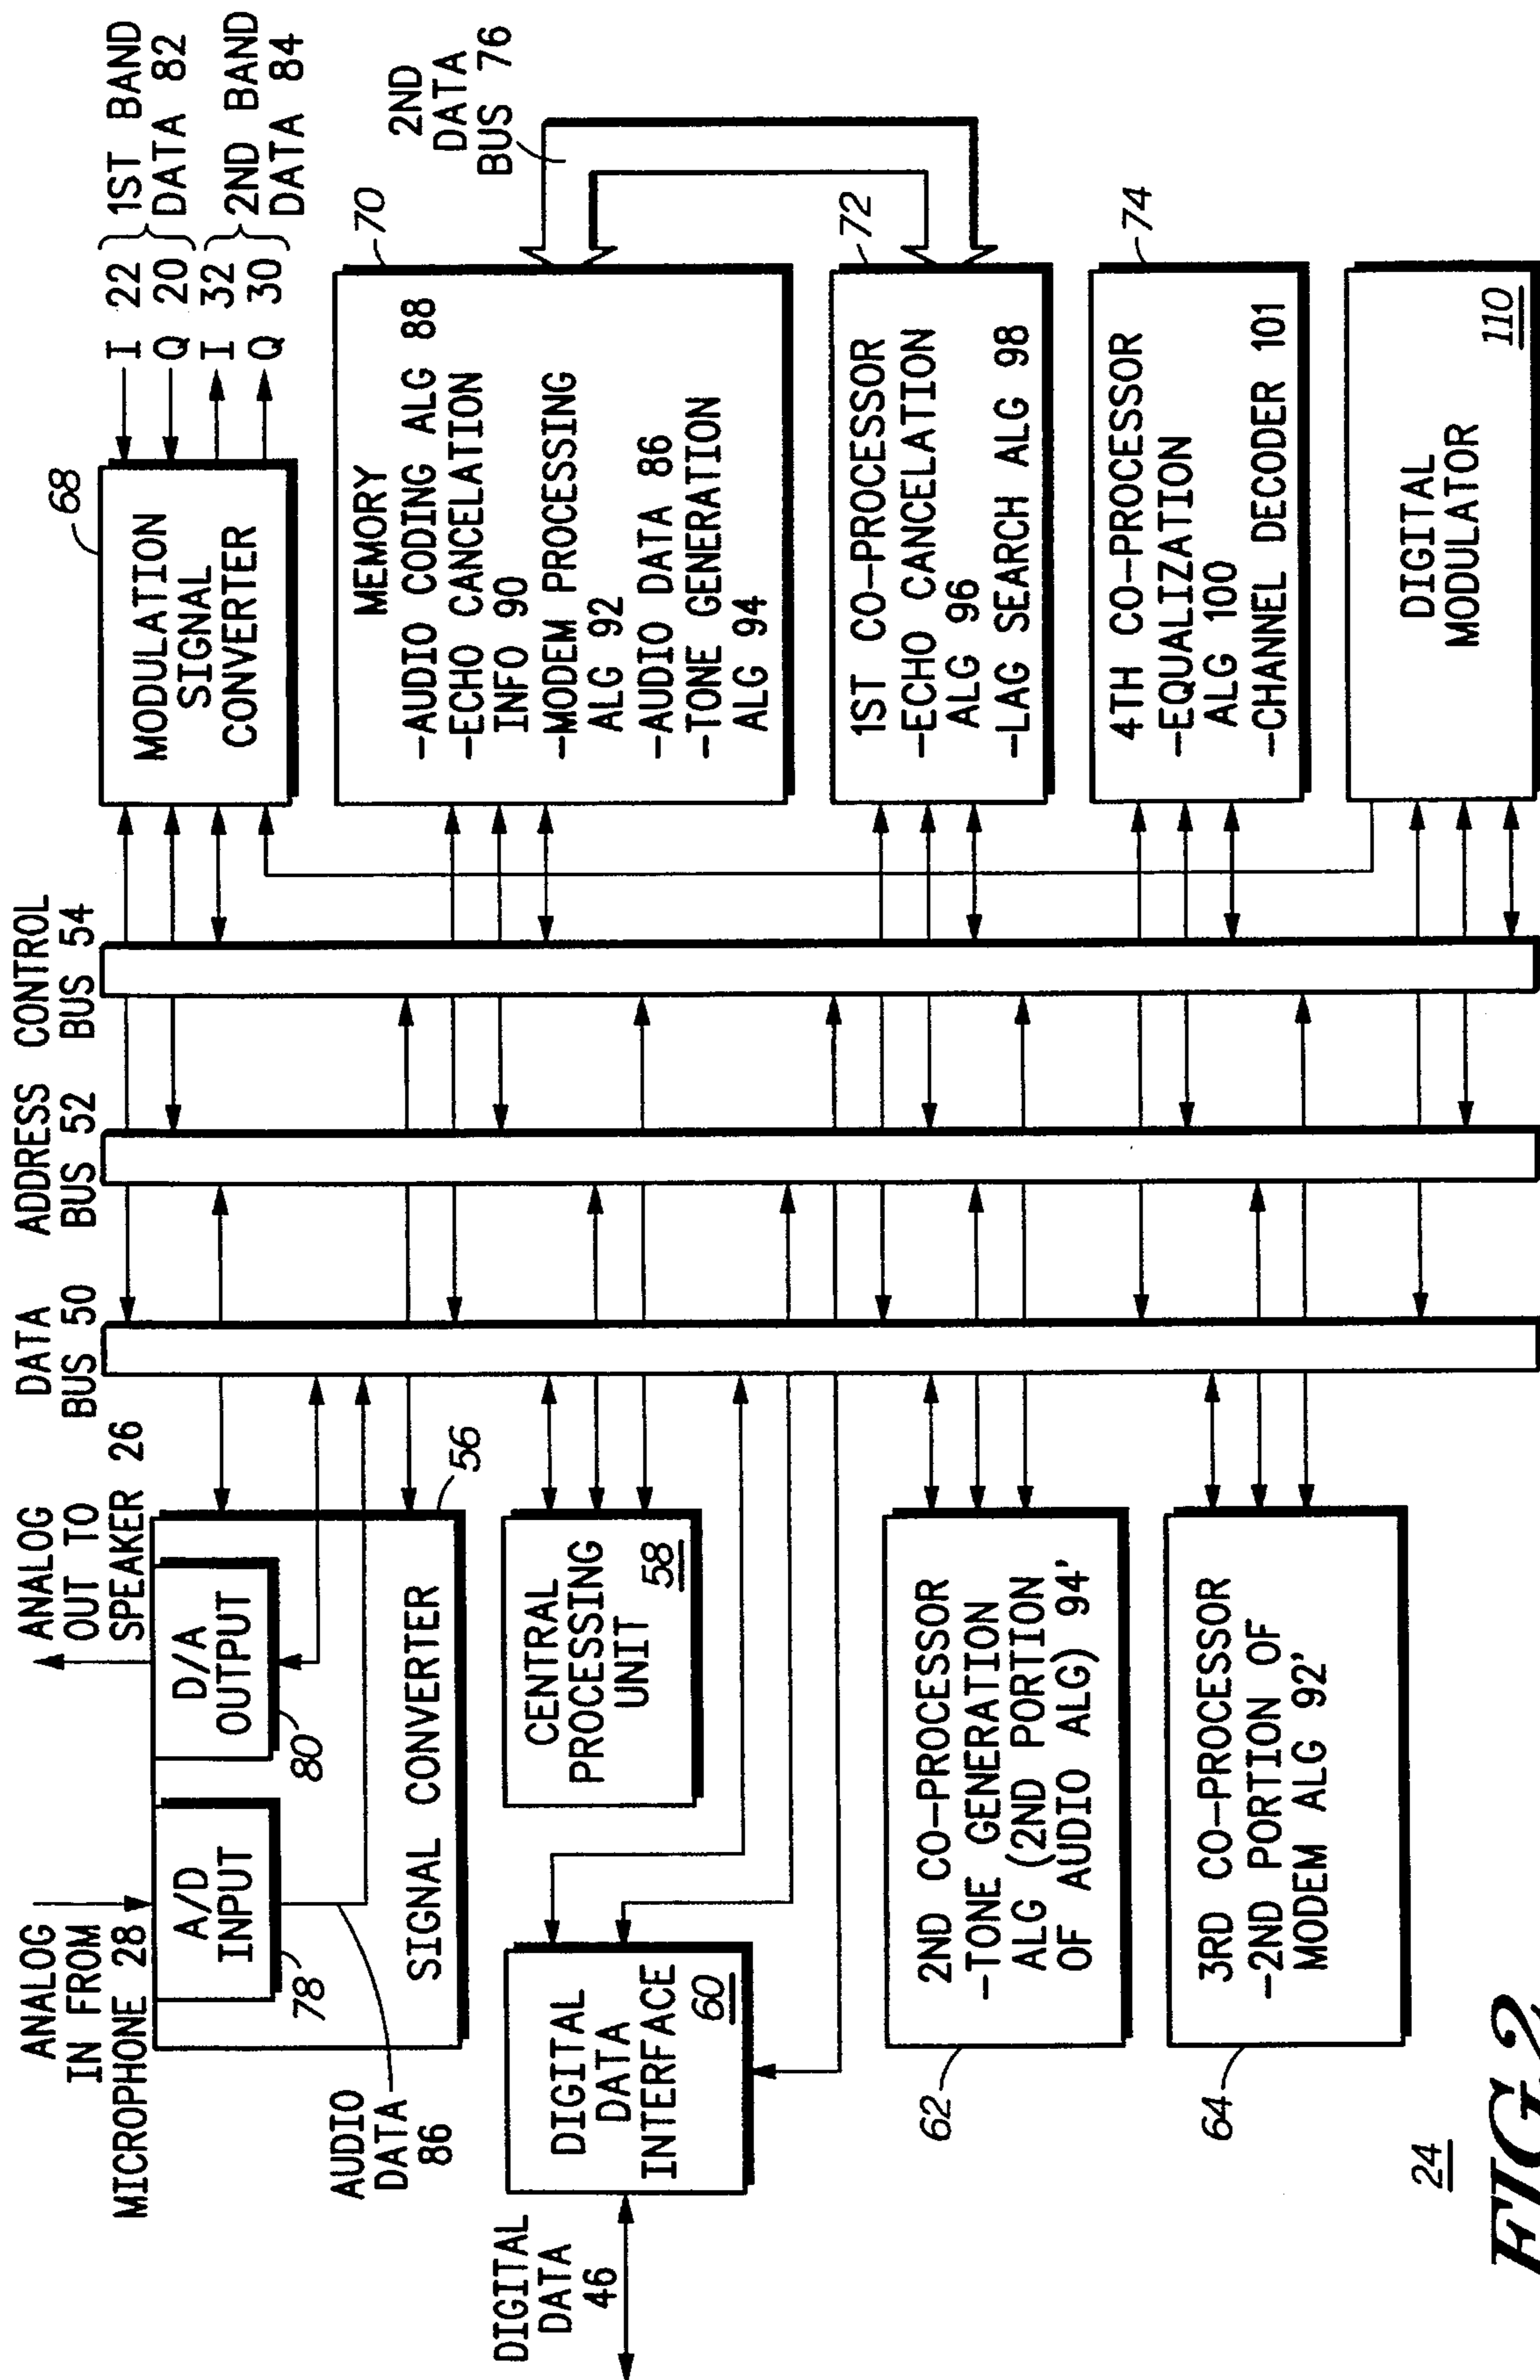 ANALOG
IN FROM
MICROPHONE 28
ANALOG
OUT TO
SPEAKER 26
DATA
BUS 50
ADDRESS
BUS 52
CONTROL
BUS 54
68
I 22
Q 20
1ST BAND
DATA 82
I 32
Q 30
2ND BAND
DATA 84
A/D
INPUT
78
D/A
OUTPUT
80
SIGNAL CONVERTER
56
AUDIO
DATA
86
MODULATION
SIGNAL
CONVERTER
70
MEMORY
-AUDIO CODING ALG 88
-ECHO CANCELATION
INFO 90
-MODEM PROCESSING
ALG 92
-AUDIO DATA 86
-TONE GENERATION
ALG 94
2ND
DATA
BUS 76
CENTRAL
PROCESSING
UNIT 58
DIGITAL
DATA
46
DIGITAL
DATA
INTERFACE
60
72
1ST CO-PROCESSOR
-ECHO CANCELATION
ALG 96
-LAG SEARCH ALG 98
62
2ND CO-PROCESSOR
-TONE GENERATION
ALG (2ND PORTION
OF AUDIO ALG) 94'
74
4TH CO-PROCESSOR
-EQUALIZATION
ALG 100
-CHANNEL DECODER 101
64
3RD CO-PROCESSOR
-2ND PORTION OF
MODEM ALG 92'
DIGITAL
MODULATOR
110
24
FIG.2